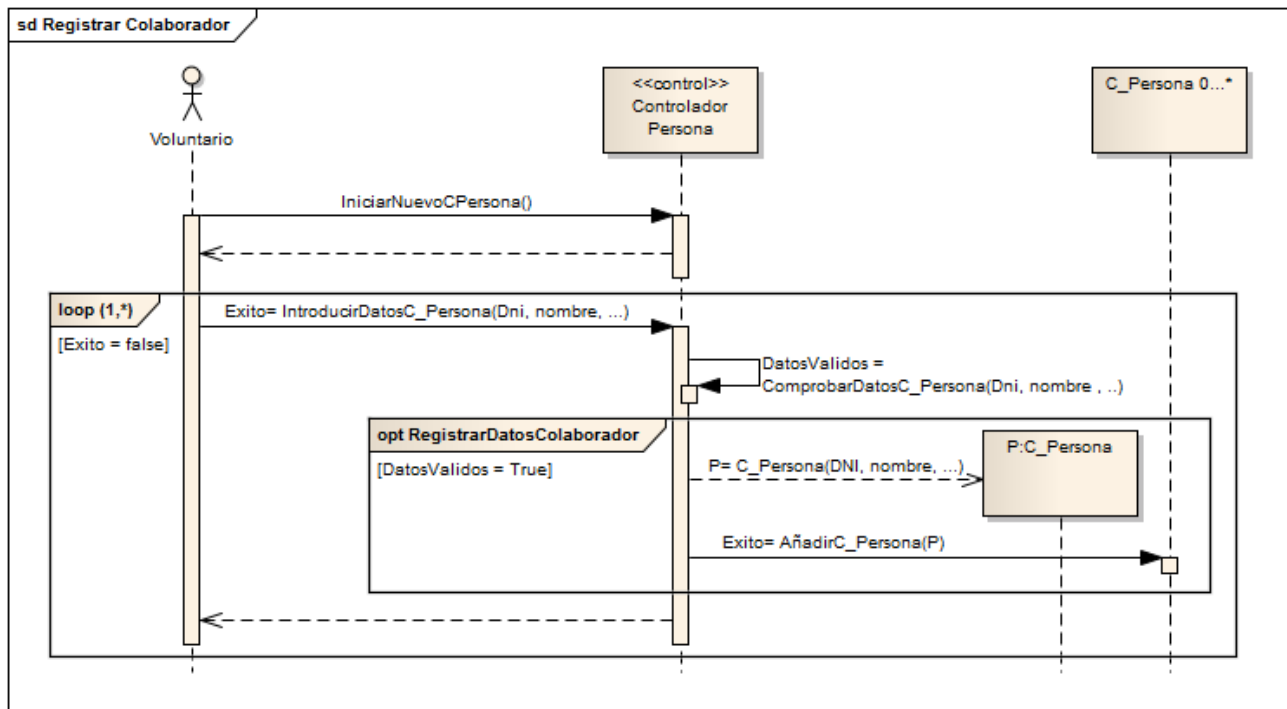 sd Registrar Colaborador
Voluntario
<<control>>
Controlador
Persona
C_Persona 0...*
IniciarNuevoCPersona()
loop (1,*)
[Exito = false]
Exito= IntroducirDatosC_Persona(Dni, nombre, ...)
DatosValidos =
ComprobarDatosC_Persona(Dni, nombre , ..)
opt RegistrarDatosColaborador
[DatosValidos = True]
P= C_Persona(DNI, nombre, ...)
P:C_Persona
Exito= AñadirC_Persona(P)